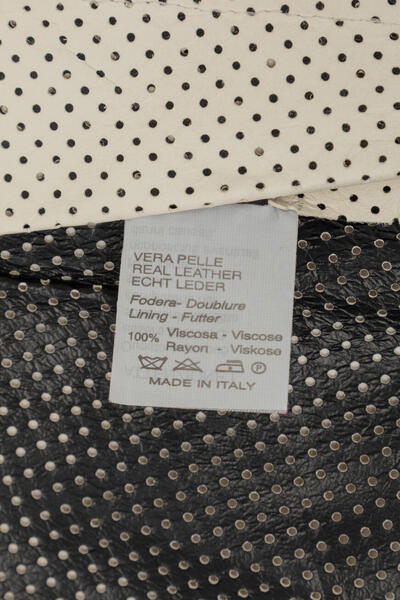 VERA PELLE
REAL LEATHER
ECHT LEDER
Fodera- Doublure
Lining - Futter
100% Viscosa - Viscose
Rayon - Viskose
P
MADE IN ITALY